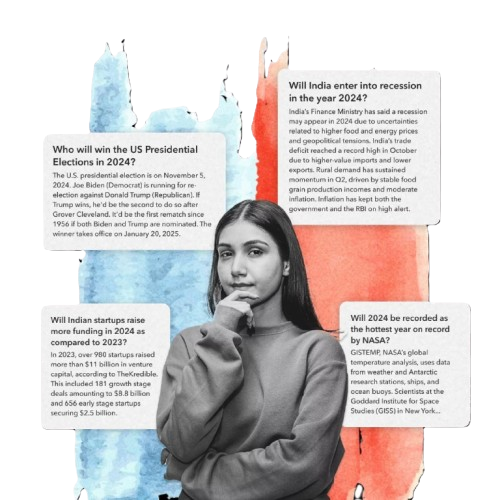 Will India enter into recession
in the year 2024?
India's Finance Ministry has said a recession
may appear in 2024 due to uncertainties
related to higher food and energy prices
and geopolitical tensions. India's trade
deficit reached a record high in October
due to higher-value imports and lower
exports. Rural demand has sustained
momentum in Q2, driven by stable food
grain production incomes and moderate
inflation. Inflation has kept both the
government and the RBI on high alert.
Who will win the US Presidential
Elections in 2024?
The U.S. presidential election is on November 5,
2024. Joe Biden (Democrat) is running for re-
election against Donald Trump (Republican). If
Trump wins, he'd be the second to do so after
Grover Cleveland. It'd be the first rematch since
1956 if both Biden and Trump are nominated. The
winner takes office on January 20, 2025.
Will Indian startups raise
more funding in 2024 as
compared to 2023?
In 2023, over 980 startups raised
more than $11 billion in venture
capital, according to TheKredible.
This included 181 growth stage
deals amounting to $8.8 billion
and 656 early stage startups
securing $2.5 billion.
Will 2024 be recorded as
the hottest year on record
by NASA?
GISTEMP, NASA's global
temperature analysis, uses data
from weather and Antarctic
research stations, ships, and
ocean buoys. Scientists at the
Goddard Institute for Space
Studies (GISS) in New York...